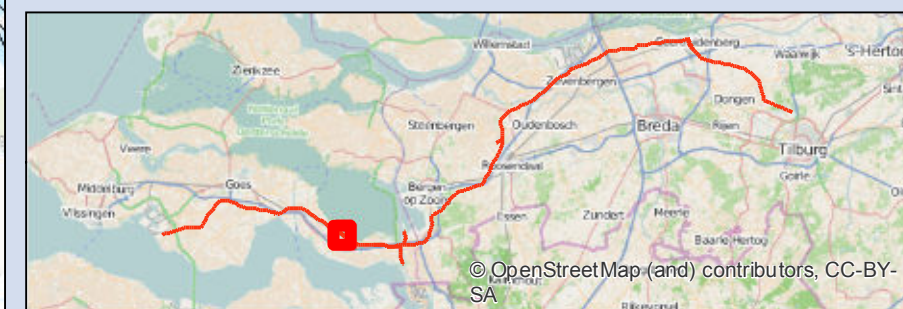 Willemstad
Geertruidenberg
Waalwijk
'S-Hertoc
Zierikzee
Zevenbergen
Dongen
Steenbergen
Oudenbosch
Breda
Rijen
Tilburg
Veere
Roosendaal
Goirle
Middelburg
Goes
Bergen
op Zoom
Vlissingen
Essen
Zundert
Meerle
Baarle Hertog
© OpenStreetMap (and) contributors, CC-BY-
SA